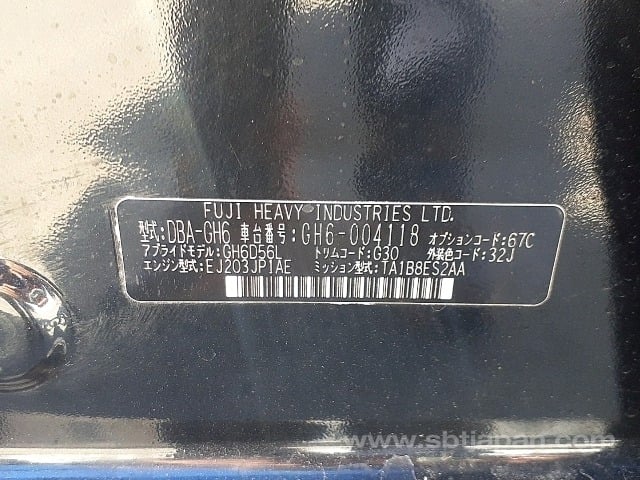 FUJI HEAVY INDUSTRIES LTD.
型式: DBA-GH6 車台番号: GH6-004118 オプションコード: 67C
アプライドモデル: GH6D56L トリムコード: G30 外装色コード: 32J
エンジン型式: EJ203JP1AE ミッション型式: TA1B8ES2AA
www.sbtjapan.com